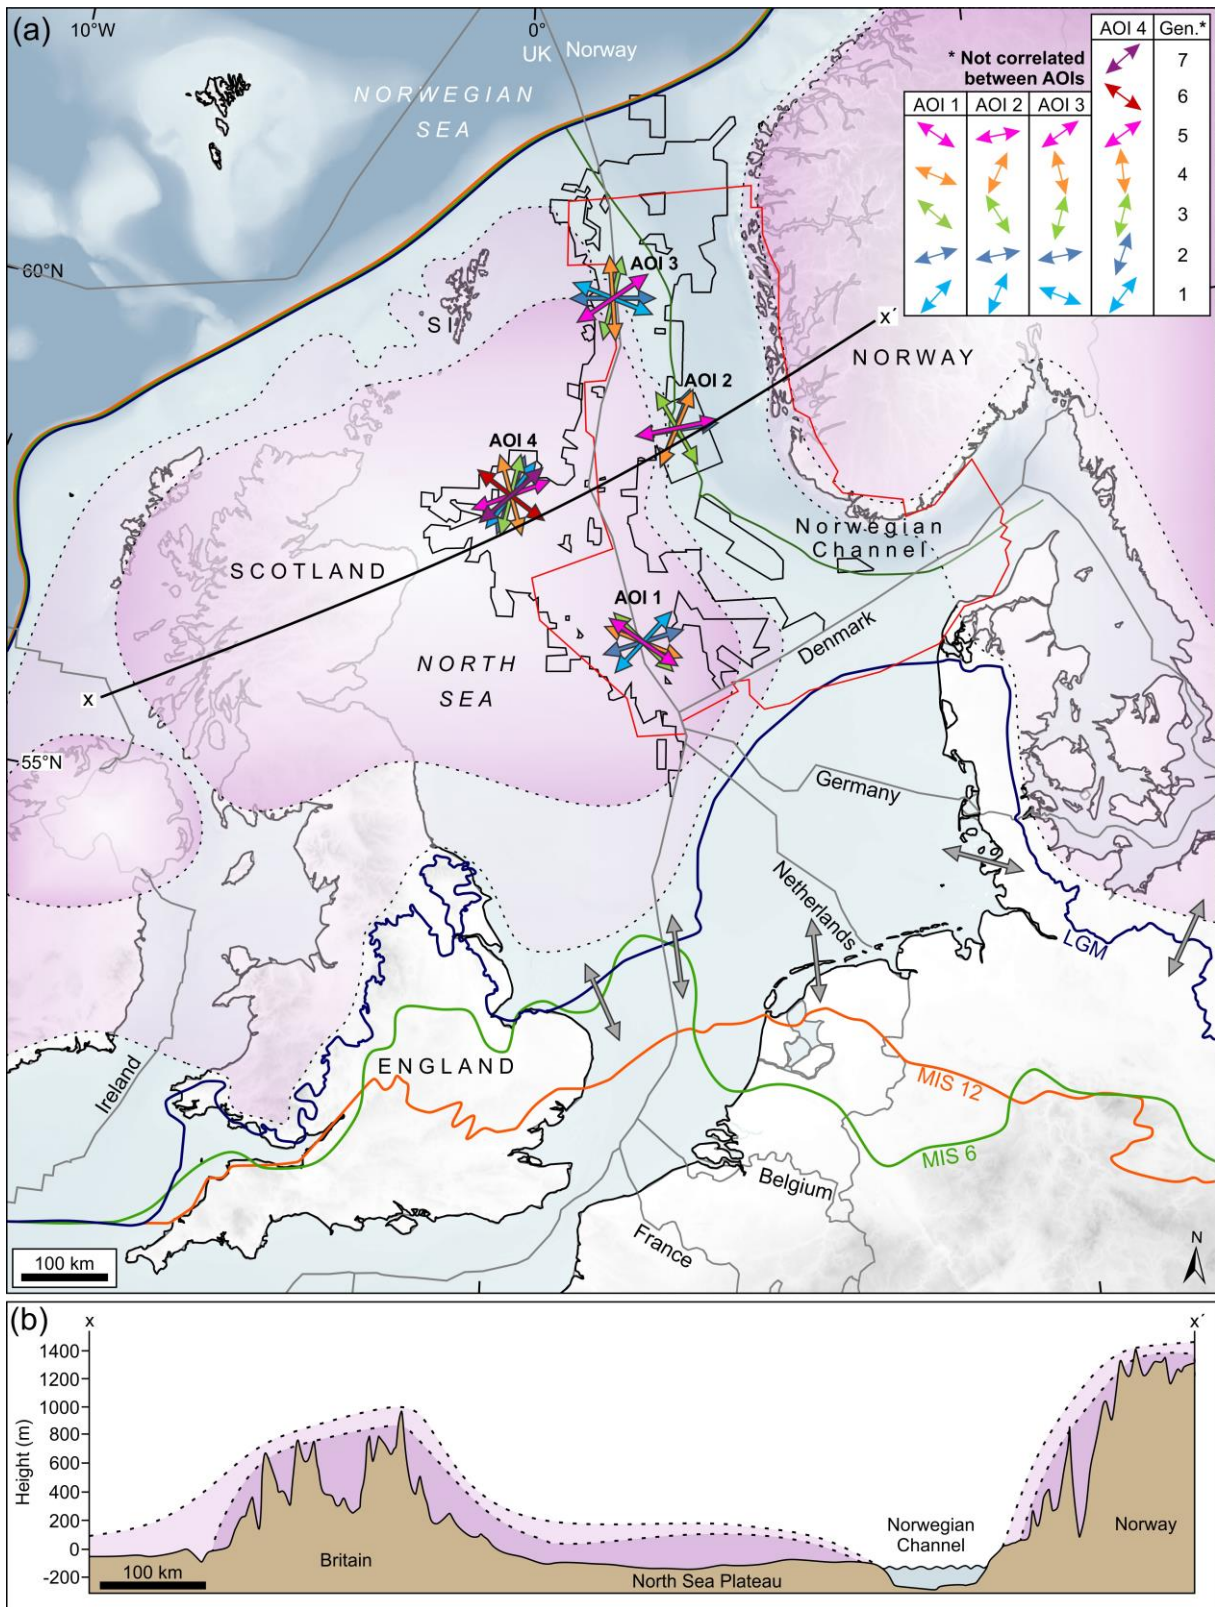 (a)
10°W
0°
UK
Norway
NORWEGIAN
SEA
* Not correlated
between AOIs
AOI 4
Gen.*
7
6
AOI 1
AOI 2
AOI 3
5
4
3
2
1
60°N
AOI 3
SI
x'
NORWAY
AOI 2
AOI 4
Norwegian
Channel
SCOTLAND
AOI 1
Denmark
NORTH
SEA
x
55°N
Germany
Netherlands
LGM
ENGLAND
Ireland
MIS 12
MIS 6
Belgium
France
100 km
N
(b)
x
x'
1400
1200
1000
800
600
400
200
0
-200
Height (m)
Norwegian
Channel
Norway
Britain
North Sea Plateau
100 km